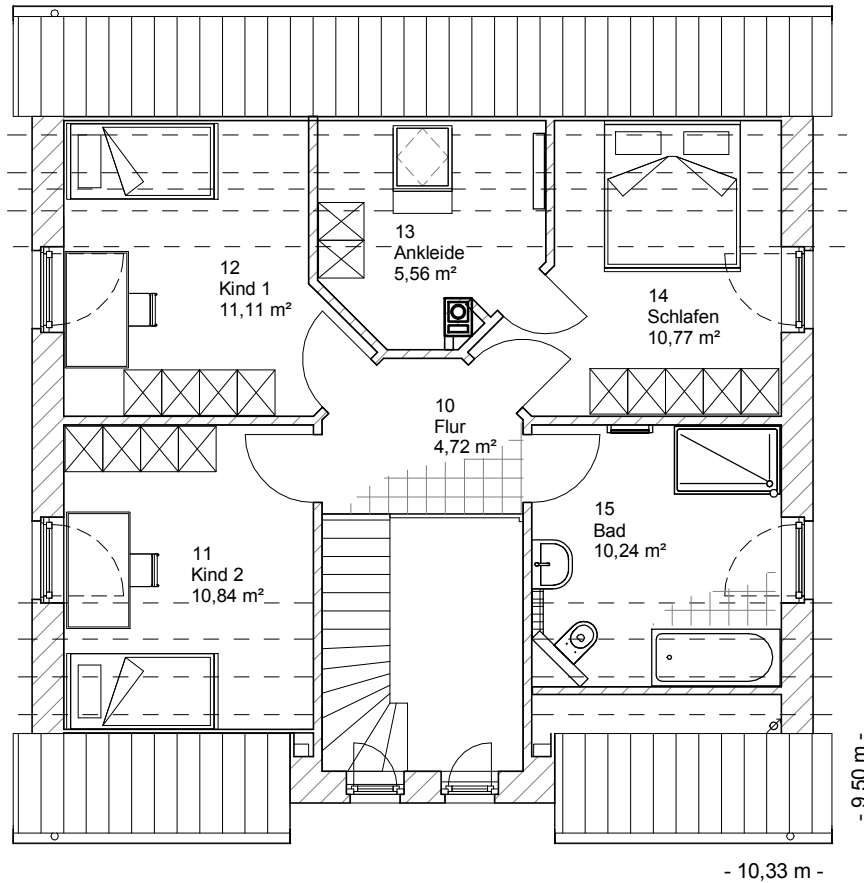 13
Ankleide
5,56 m²
12
Kind 1
11,11 m²
14
Schlafen
10,77 m²
10
Flur
4,72 m²
15
Bad
10,24 m²
11
Kind 2
10,84 m²
- 9,50 m -
- 10,33 m -